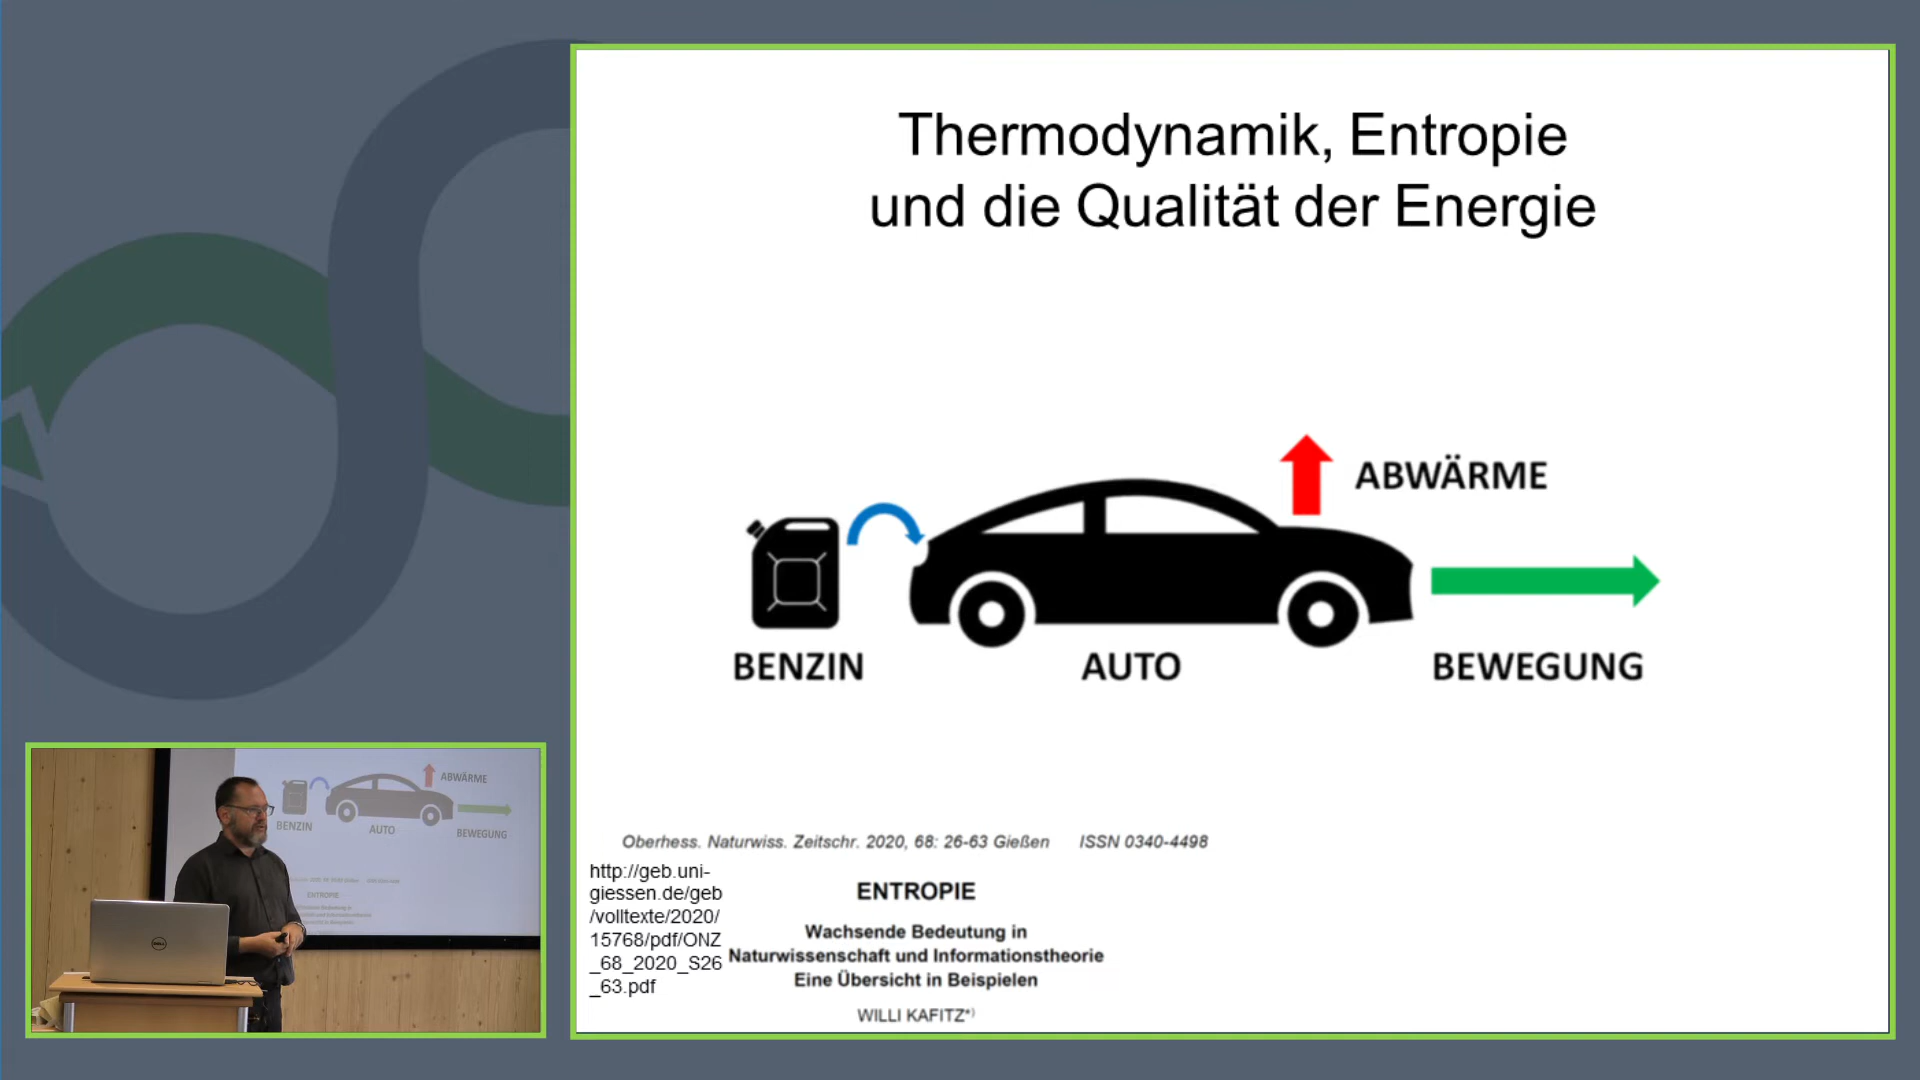 Thermodynamik, Entropie
und die Qualität der Energie
ABWÄRME
BENZIN
AUTO
BEWEGUNG
Oberhess. Naturwiss. Zeitschr. 2020, 68: 26-63 Gießen ISSN 0340-4498
http://geb.uni-
giessen.de/geb
/volltexte/2020/
15768/pdf/ONZ
_68_2020_S26
_63.pdf
ENTROPIE
Wachsende Bedeutung in
Naturwissenschaft und Informationstheorie
Eine Übersicht in Beispielen
WILLI KAFITZ*)
ABWÄRME
BENZIN
AUTO
BEWEGUNG
ENTROPIE
DELL